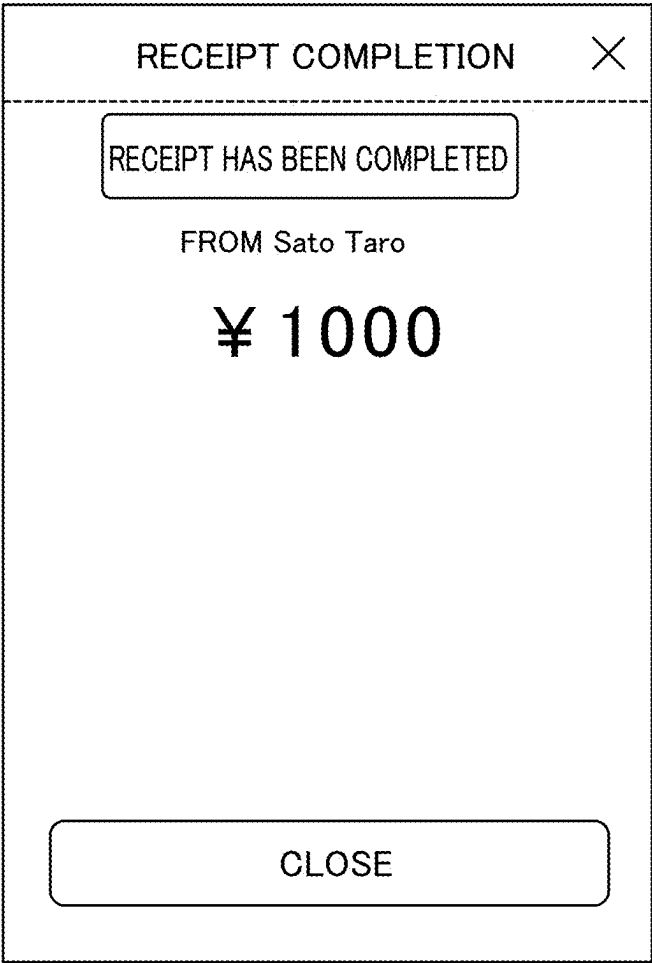 RECEIPT COMPLETION
RECEIPT HAS BEEN COMPLETED
FROM Sato Taro
¥ 1000
CLOSE